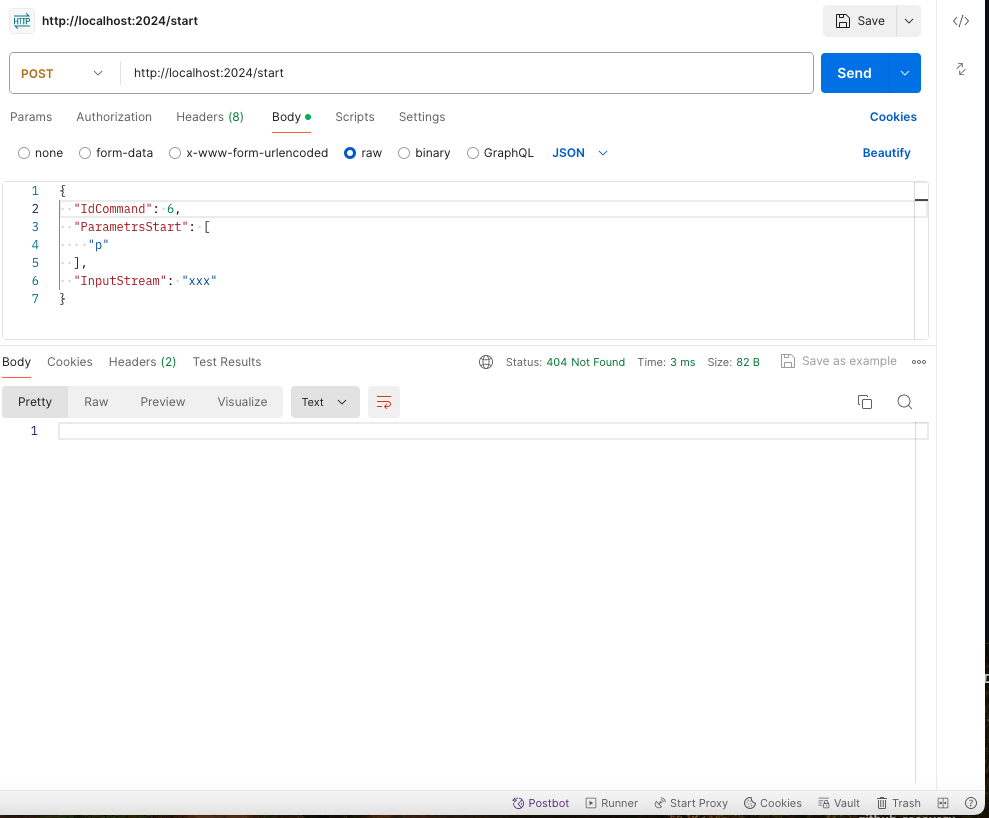 HTTP http://localhost:2024/start Save
POST http://localhost:2024/start Send
Params Authorization Headers (8) Body Scripts Settings Cookies
none form-data x-www-form-urlencoded raw binary GraphQL JSON Beautify
1 {
2 "IdCommand": 6,
3 "ParametrsStart": [
4 "p"
5 ],
6 "InputStream": "xxx"
7 }
Body Cookies Headers (2) Test Results Status: 404 Not Found Time: 3 ms Size: 82 B Save as example
Pretty Raw Preview Visualize Text
1
Postbot Runner Start Proxy Cookies Vault Trash